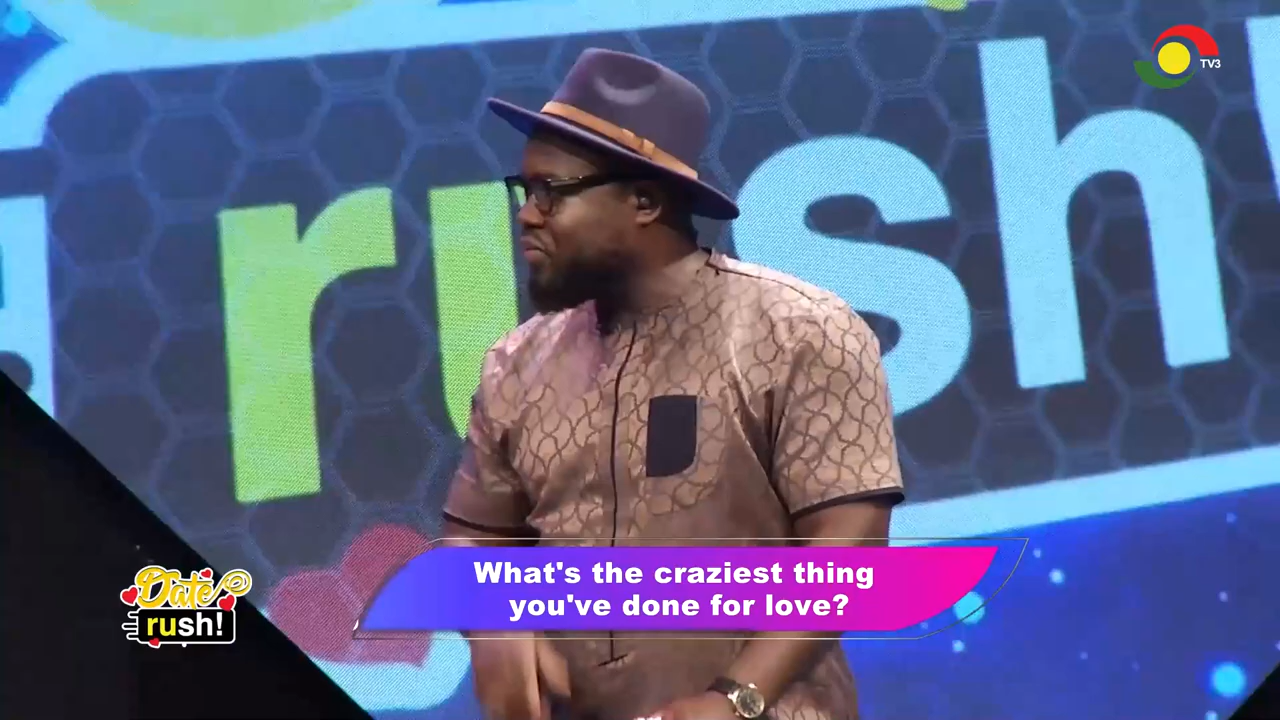 TV3
rush!
What's the craziest thing
you've done for love?
Date
rush!